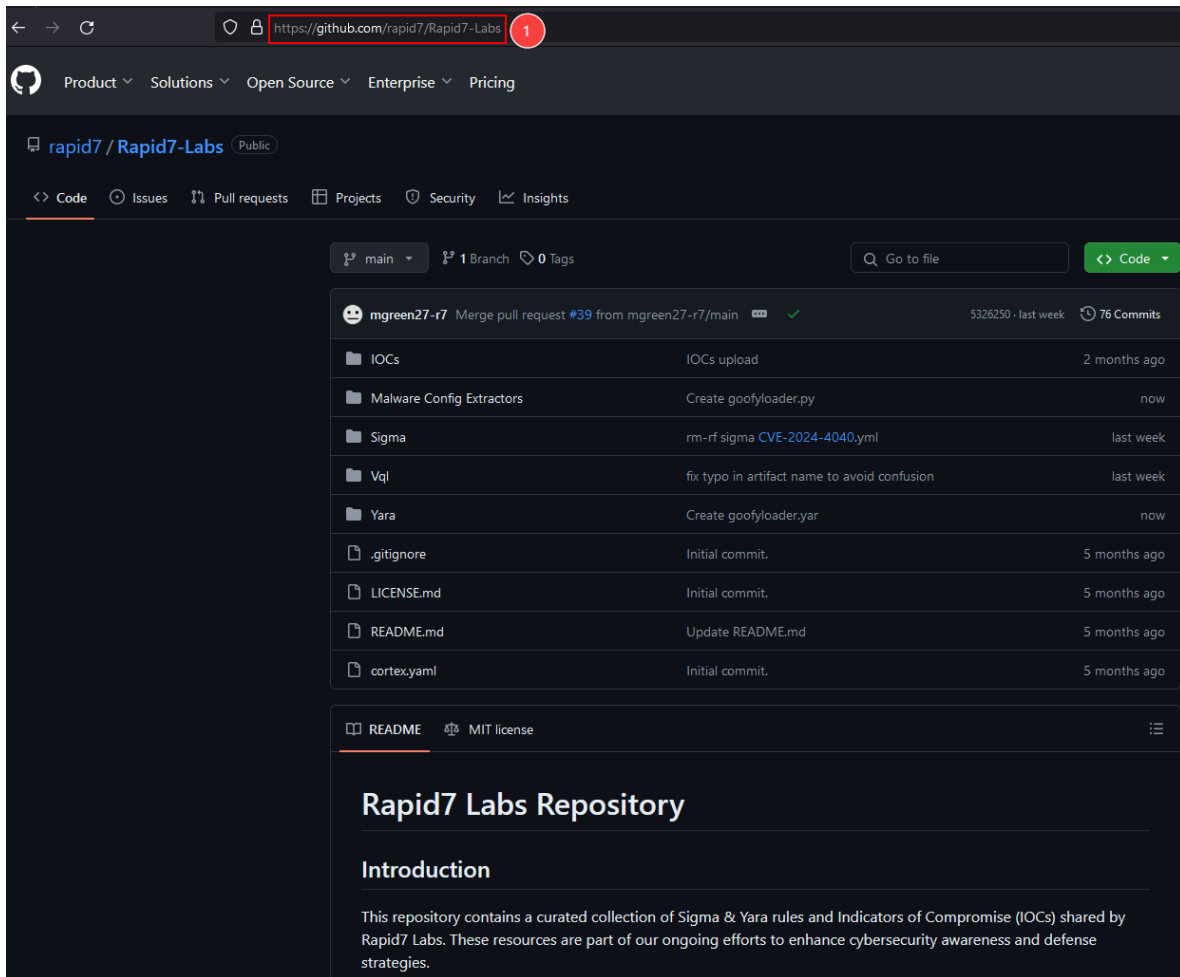 https://github.com/rapid7/Rapid7-Labs 1
Product Solutions Open Source Enterprise Pricing
rapid7 / Rapid7-Labs Public
Code Issues Pull requests Projects Security Insights
main 1 Branch 0 Tags Go to file Code
mgreen27-r7 Merge pull request #39 from mgreen27-r7/main 5326250 · last week 76 Commits
IOCs IOCs upload 2 months ago
Malware Config Extractors Create goofyloader.py now
Sigma rm-rf sigma CVE-2024-4040.yml last week
Vql fix typo in artifact name to avoid confusion last week
Yara Create goofyloader.yar now
.gitignore Initial commit. 5 months ago
LICENSE.md Initial commit. 5 months ago
README.md Update README.md 5 months ago
cortex.yaml Initial commit. 5 months ago
README MIT license
Rapid7 Labs Repository
Introduction
This repository contains a curated collection of Sigma & Yara rules and Indicators of Compromise (IOCs) shared by
Rapid7 Labs. These resources are part of our ongoing efforts to enhance cybersecurity awareness and defense
strategies.